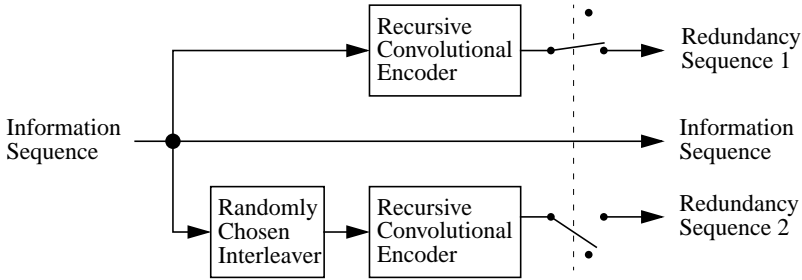 Recursive
Convolutional
Encoder
Redundancy
Sequence 1
Information
Sequence
Information
Sequence
Randomly
Chosen
Interleaver
Recursive
Convolutional
Encoder
Redundancy
Sequence 2